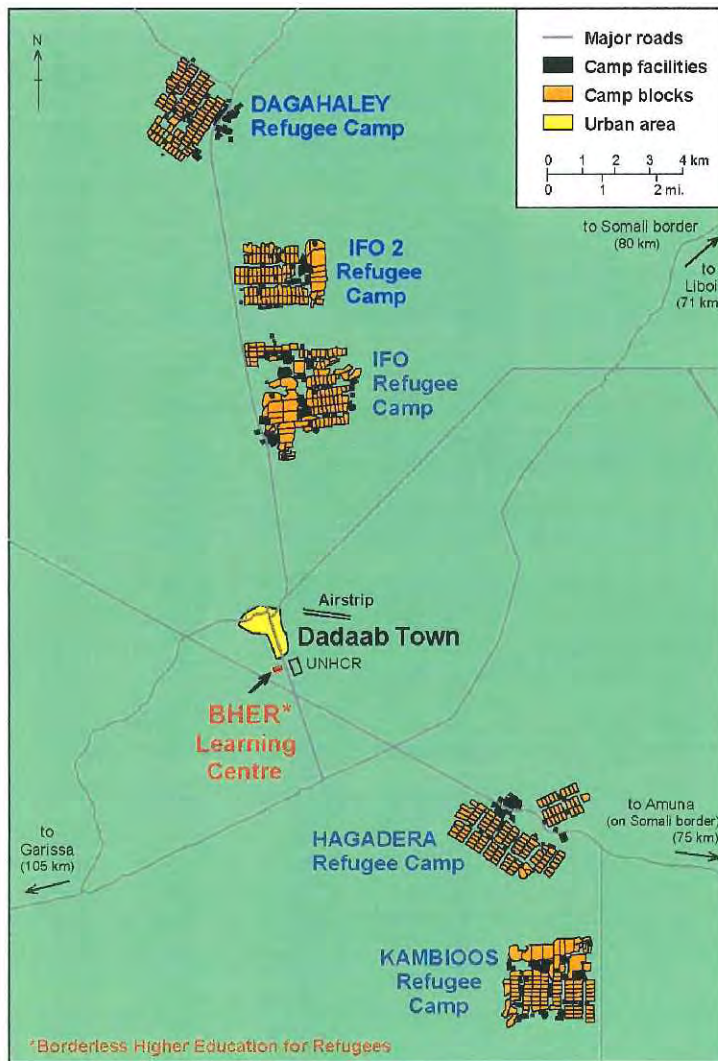 N
Major roads
Camp facilities
Camp blocks
Urban area
0 1 2 3 4 km
0 1 2 mi.
DAGAHALEY
Refugee Camp
to Somali border
(80 km)
to
Liboi
(71 km)
IFO 2
Refugee
Camp
IFO
Refugee
Camp
Airstrip
Dadaab Town
UNHCR
BHER*
Learning
Centre
to
Garissa
(105 km)
HAGADERA
Refugee Camp
to Amuna
(on Somali border)
(75 km)
KAMBIOOS
Refugee
Camp
*Borderless Higher Education for Refugees